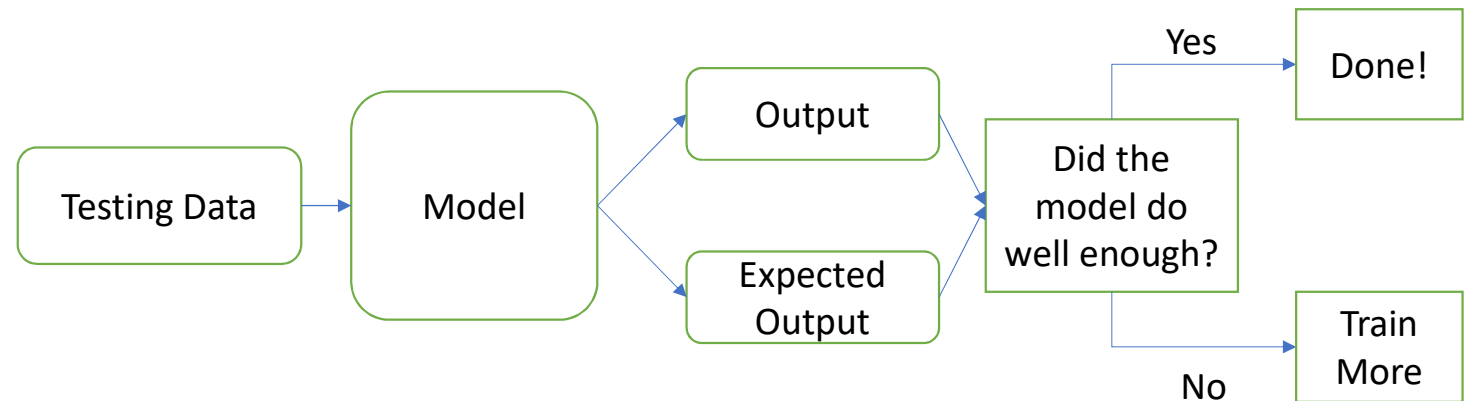 Testing Data
Model
Output
Expected
Output
Did the
model do
well enough?
Yes
Done!
No
Train
More